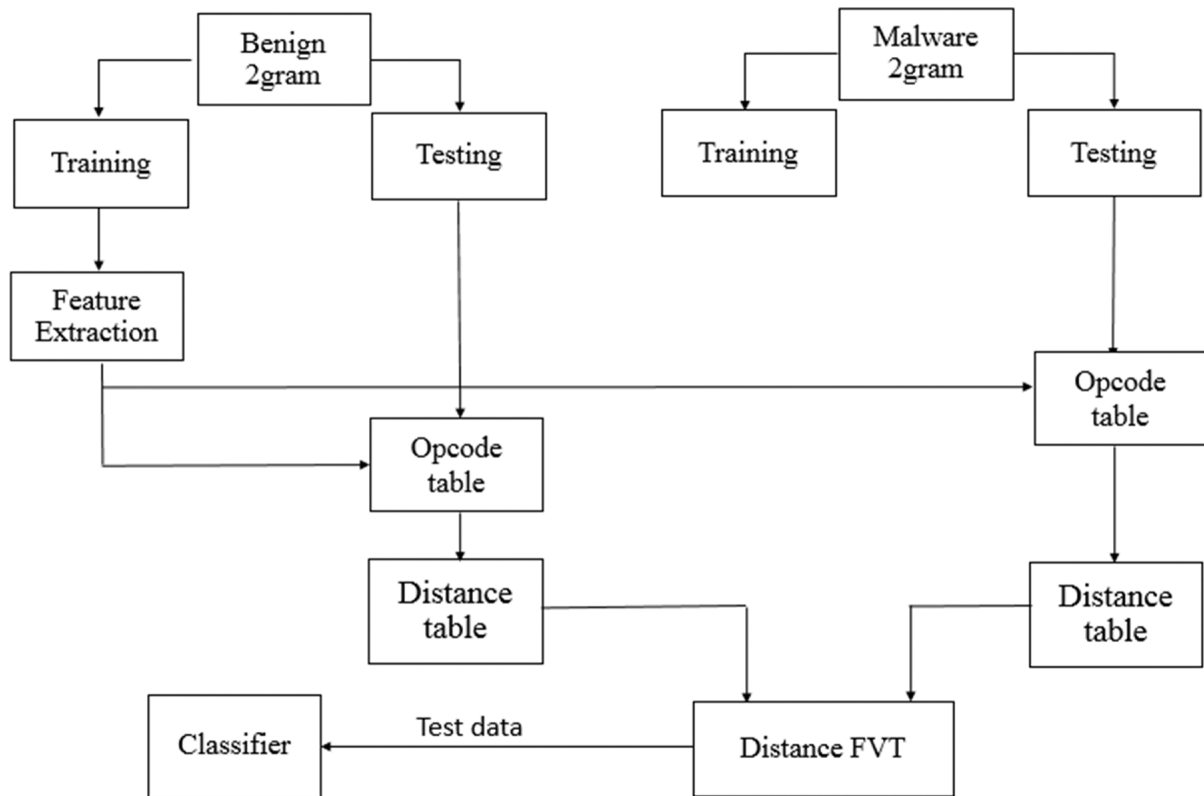 Benign
2gram
Malware
2gram
Training
Testing
Training
Testing
Feature
Extraction
Opcode
table
Opcode
table
Distance
table
Distance
table
Classifier
Test data
Distance FVT